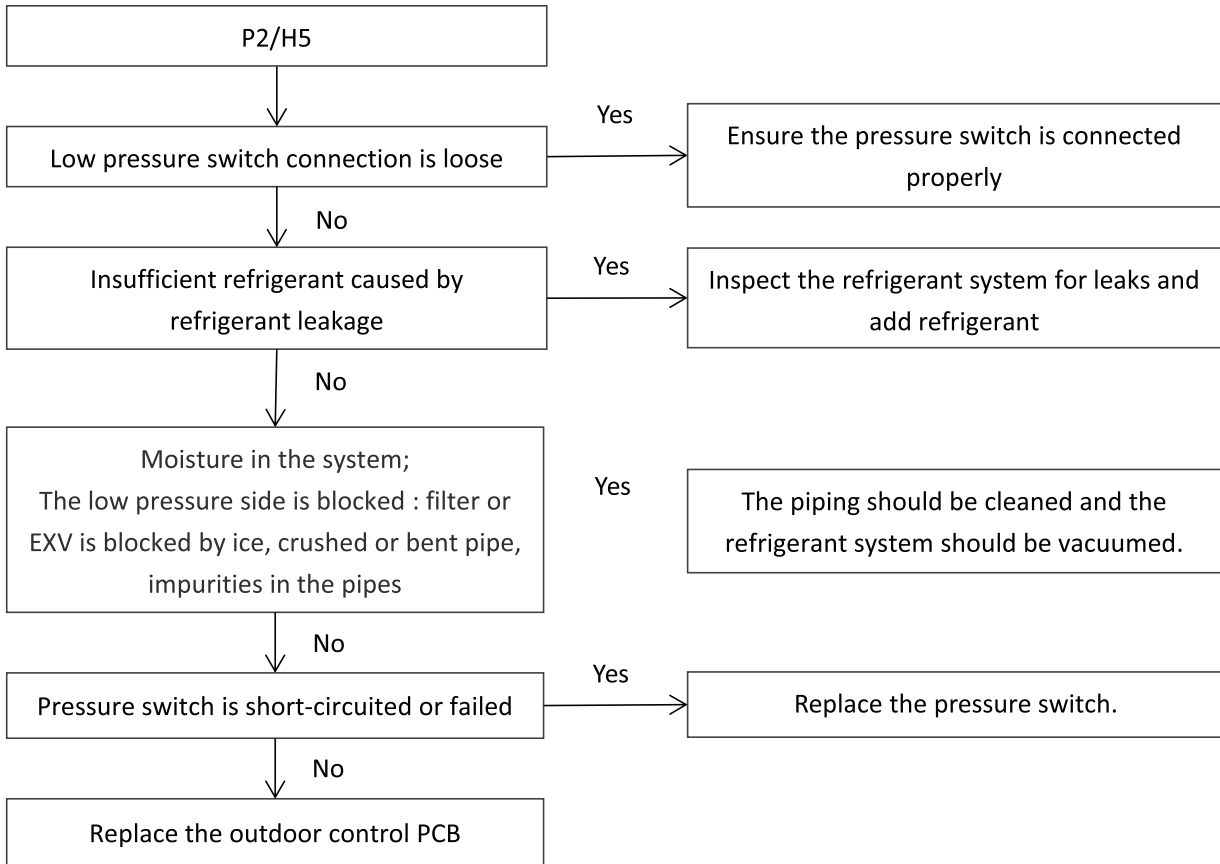 P2/H5
Yes
Low pressure switch connection is loose
Ensure the pressure switch is connected
properly
No
Insufficient refrigerant caused by
refrigerant leakage
Yes
Inspect the refrigerant system for leaks and
add refrigerant
No
Moisture in the system;
The low pressure side is blocked : filter or
EXV is blocked by ice, crushed or bent pipe,
impurities in the pipes
Yes
The piping should be cleaned and the
refrigerant system should be vacuumed.
No
Pressure switch is short-circuited or failed
Yes
Replace the pressure switch.
No
Replace the outdoor control PCB